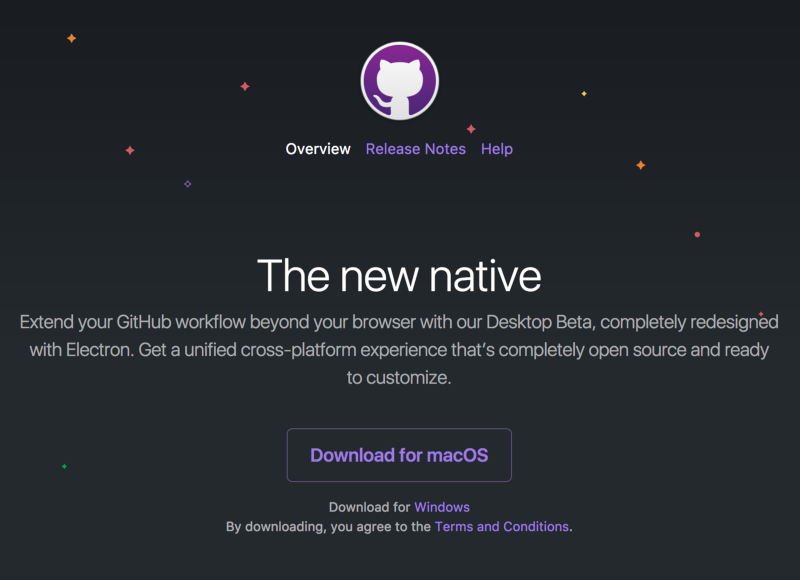 Overview Release Notes Help
The new native
Extend your GitHub workflow beyond your browser with our Desktop Beta, completely redesigned
with Electron. Get a unified cross-platform experience that’s completely open source and ready
to customize.
Download for macOS
Download for Windows
By downloading, you agree to the Terms and Conditions.